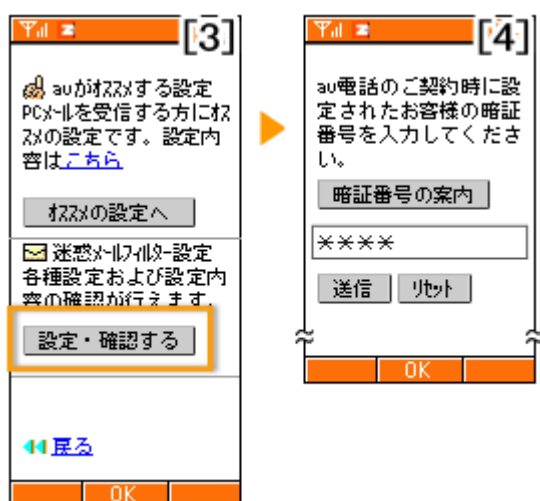 [3]
auがｵｽｽﾒする設定
PCﾒｰﾙを受信する方にｵｽ
ｽﾒの設定です。設定内
容はこちら
ｵｽｽﾒの設定へ
迷惑ﾒｰﾙﾌｨﾙﾀｰ設定
各種設定および設定内
容の確認が行えます。
設定・確認する
戻る
OK
[4]
au電話のご契約時に設
定されたお客様の暗証
番号を入力してくださ
い。
暗証番号の案内
****
送信 ﾘｾｯﾄ
OK